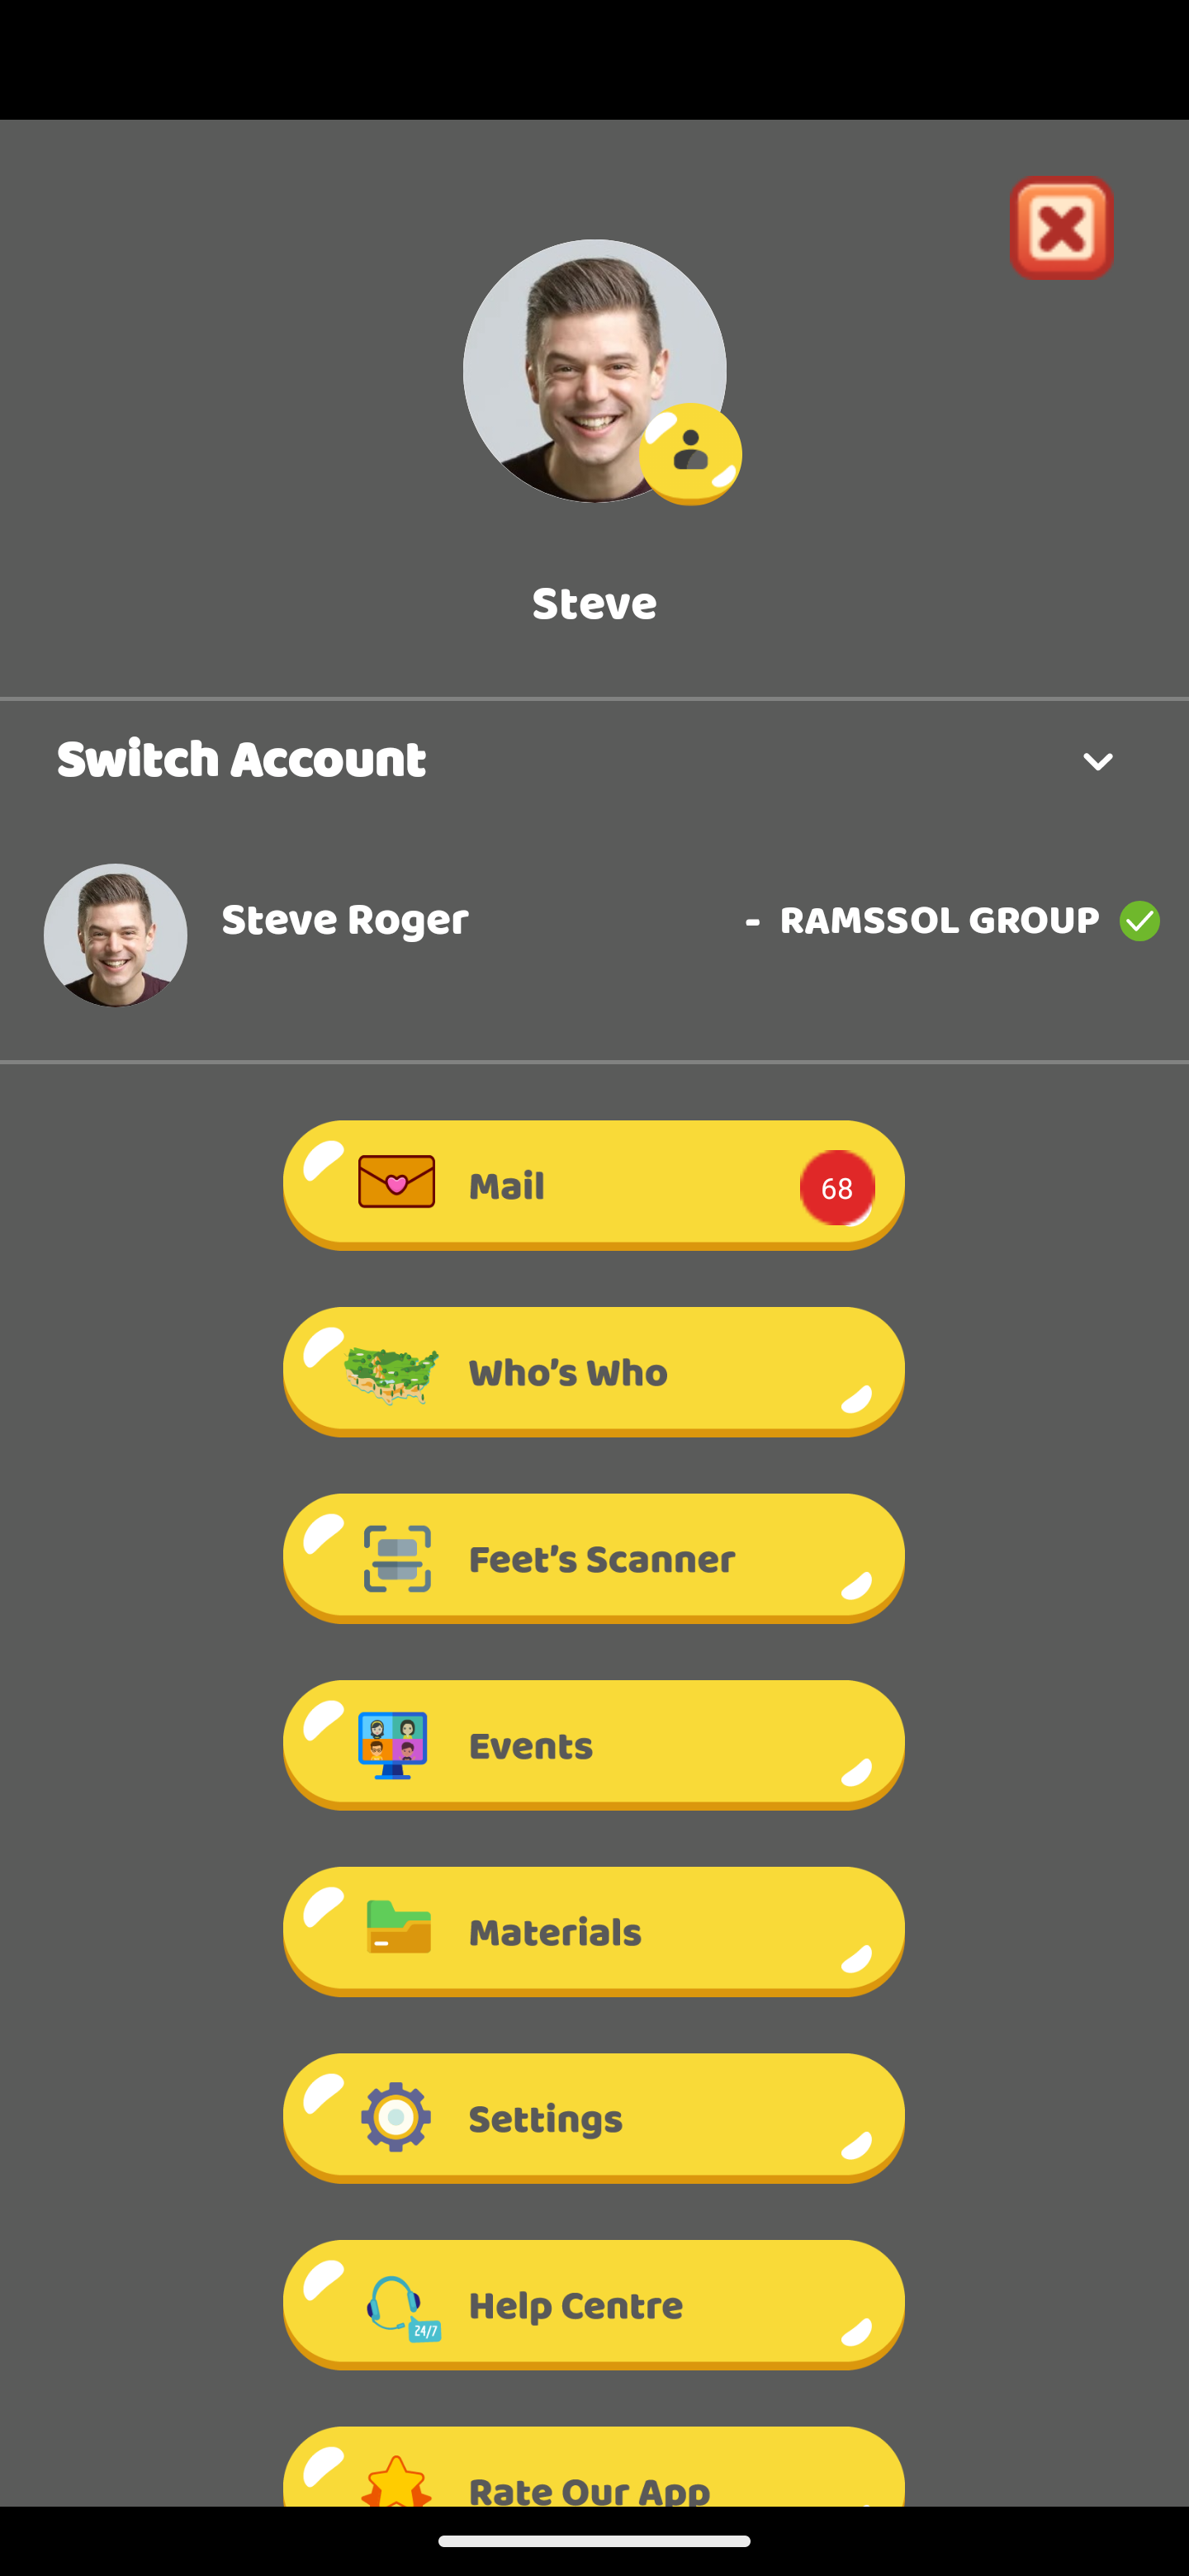 Steve
Switch Account
Steve Roger - RAMSSOL GROUP
Mail 68
Who's Who
Feet's Scanner
Events
Materials
Settings
24/7 Help Centre
Rate Our App